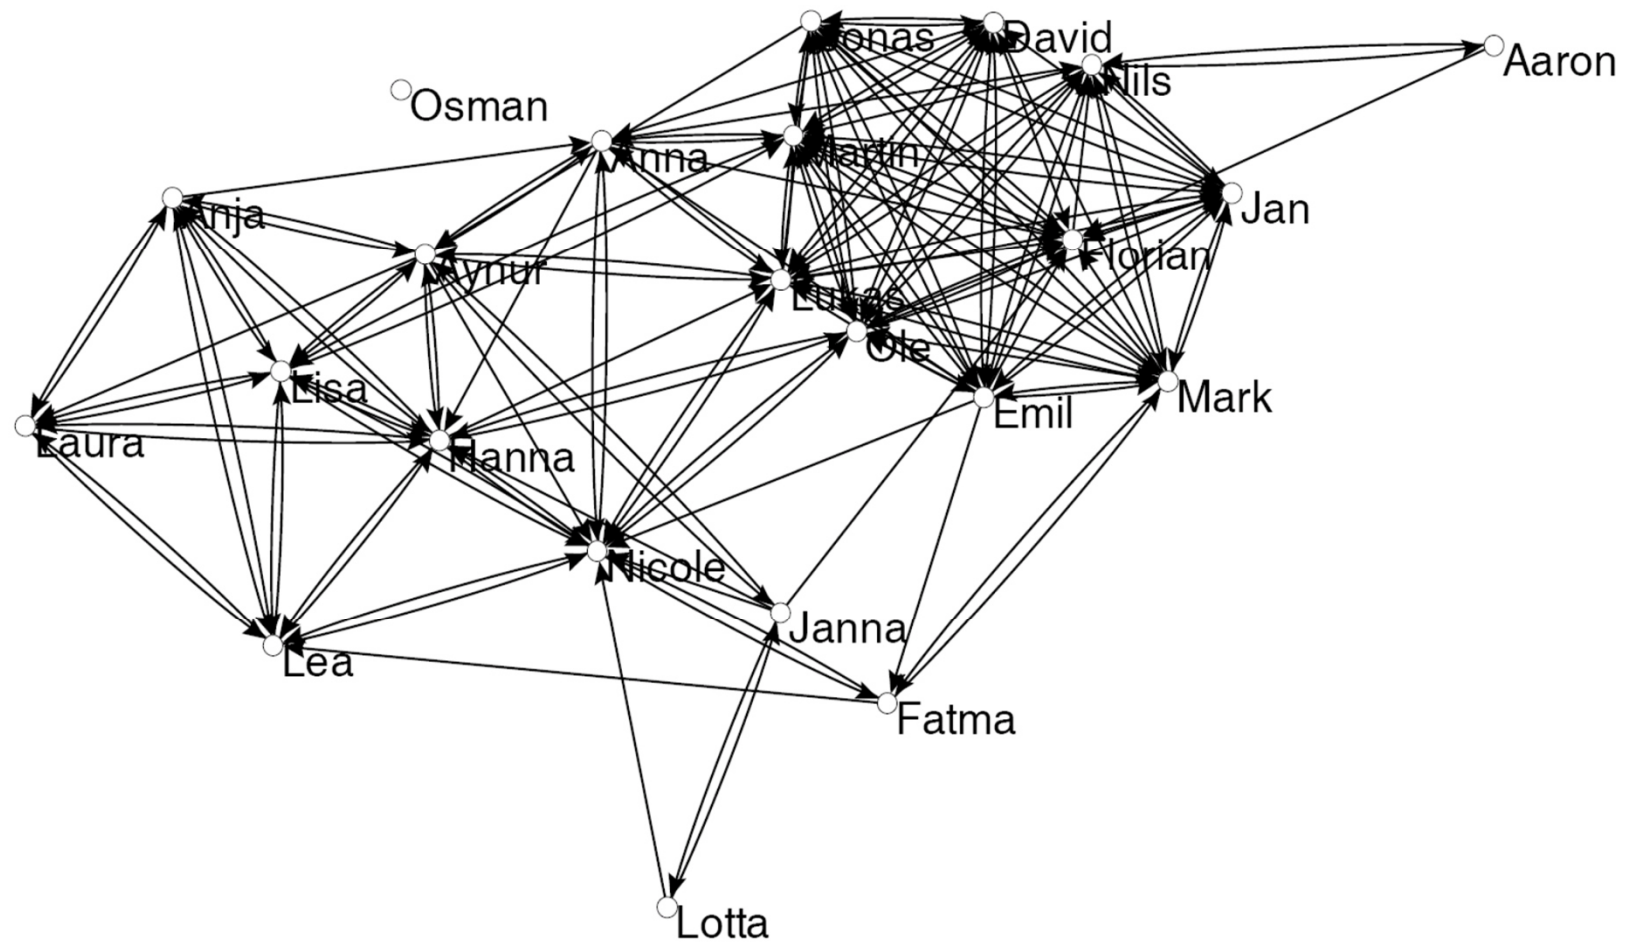 Jonas
David
Aaron
Nils
Osman
Anna
Martin
Anja
Jan
Aynur
Florian
Lukas
Ole
Lisa
Mark
Emil
Laura
Hanna
Nicole
Janna
Lea
Fatma
Lotta